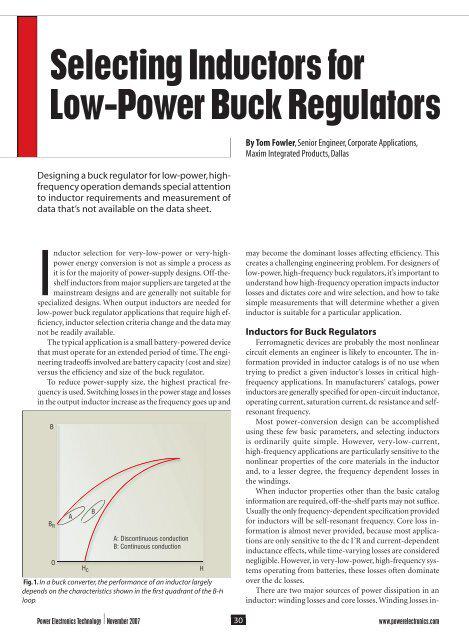 Selecting Inductors for
Low-Power Buck Regulators
By Tom Fowler, Senior Engineer, Corporate Applications,
Maxim Integrated Products, Dallas
Designing a buck regulator for low-power, high-
frequency operation demands special attention
to inductor requirements and measurement of
data that's not available on the data sheet.
Inductor selection for very-low-power or very-high-
power energy conversion is not as simple a process as
it is for the majority of power-supply designs. Off-the-
shelf inductors from major suppliers are targeted at the
mainstream designs and are generally not suitable for
specialized designs. When output inductors are needed for
low-power buck regulator applications that require high ef-
ficiency, inductor selection criteria change and the data may
not be readily available.
The typical application is a small battery-powered device
that must operate for an extended period of time. The engi-
neering tradeoffs involved are battery capacity (cost and size)
versus the efficiency and size of the buck regulator.
To reduce power-supply size, the highest practical fre-
quency is used. Switching losses in the power stage and losses
in the output inductor increase as the frequency goes up and
B
BR
A
B
A: Discontinuous conduction
B: Continuous conduction
0
HC
H
Fig. 1. In a buck converter, the performance of an inductor largely
depends on the characteristics shown in the first quadrant of the B-H
loop.
may become the dominant losses affecting efficiency. This
creates a challenging engineering problem. For designers of
low-power, high-frequency buck regulators, it's important to
understand how high-frequency operation impacts inductor
losses and dictates core and wire selection, and how to take
simple measurements that will determine whether a given
inductor is suitable for a particular application.
Inductors for Buck Regulators
Ferromagnetic devices are probably the most nonlinear
circuit elements an engineer is likely to encounter. The in-
formation provided in inductor catalogs is of no use when
trying to predict a given inductor's losses in critical high-
frequency applications. In manufacturers' catalogs, power
inductors are generally specified for open-circuit inductance,
operating current, saturation current, dc resistance and self-
resonant frequency.
Most power-conversion design can be accomplished
using these few basic parameters, and selecting inductors
is ordinarily quite simple. However, very-low-current,
high-frequency applications are particularly sensitive to the
nonlinear properties of the core materials in the inductor
and, to a lesser degree, the frequency dependent losses in
the windings.
When inductor properties other than the basic catalog
information are required, off-the-shelf parts may not suffice.
Usually the only frequency-dependent specification provided
for inductors will be self-resonant frequency. Core loss in-
formation is almost never provided, because most applica-
tions are only sensitive to the dc I²R and current-dependent
inductance effects, while time-varying losses are considered
negligible. However, in very-low-power, high-frequency sys-
tems operating from batteries, these losses often dominate
over the dc losses.
There are two major sources of power dissipation in an
inductor: winding losses and core losses. Winding losses in-
Power Electronics Technology | November 2007
30
www.powerelectronics.com